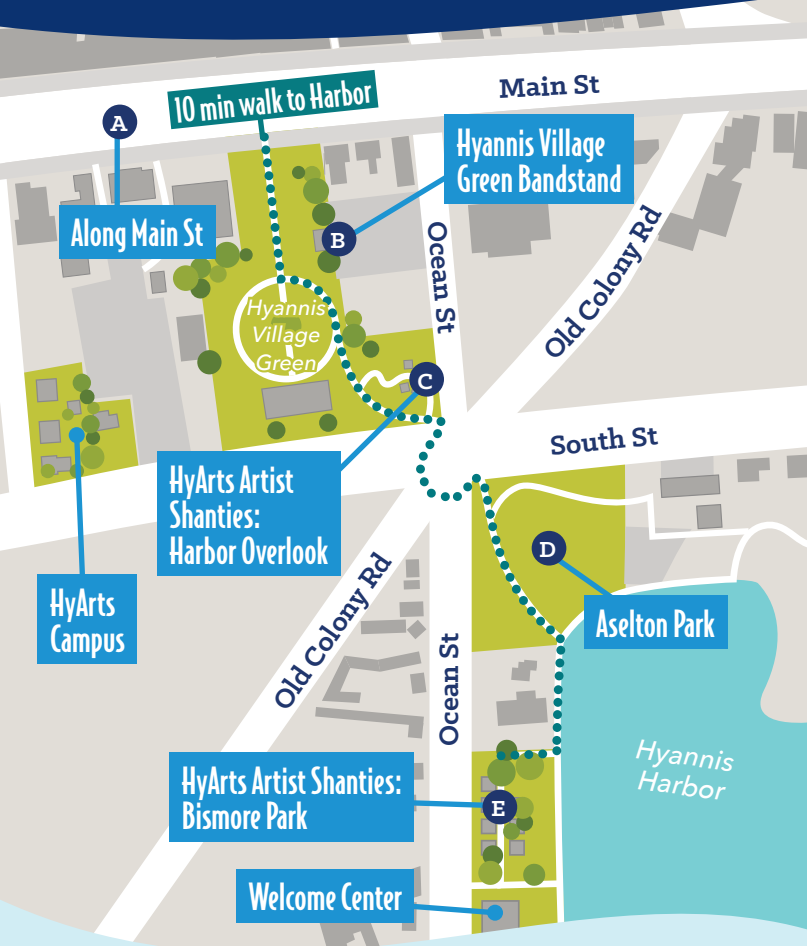 Main St
10 min walk to Harbor
A
Hyannis Village
Green Bandstand
Along Main St
B
Ocean St
Old Colony Rd
Hyannis
Village
Green
C
South St
HyArts Artist
Shanties:
Harbor Overlook
D
HyArts
Campus
Old Colony Rd
Aselton Park
Ocean St
Hyannis
Harbor
HyArts Artist Shanties:
Bismore Park
E
Welcome Center